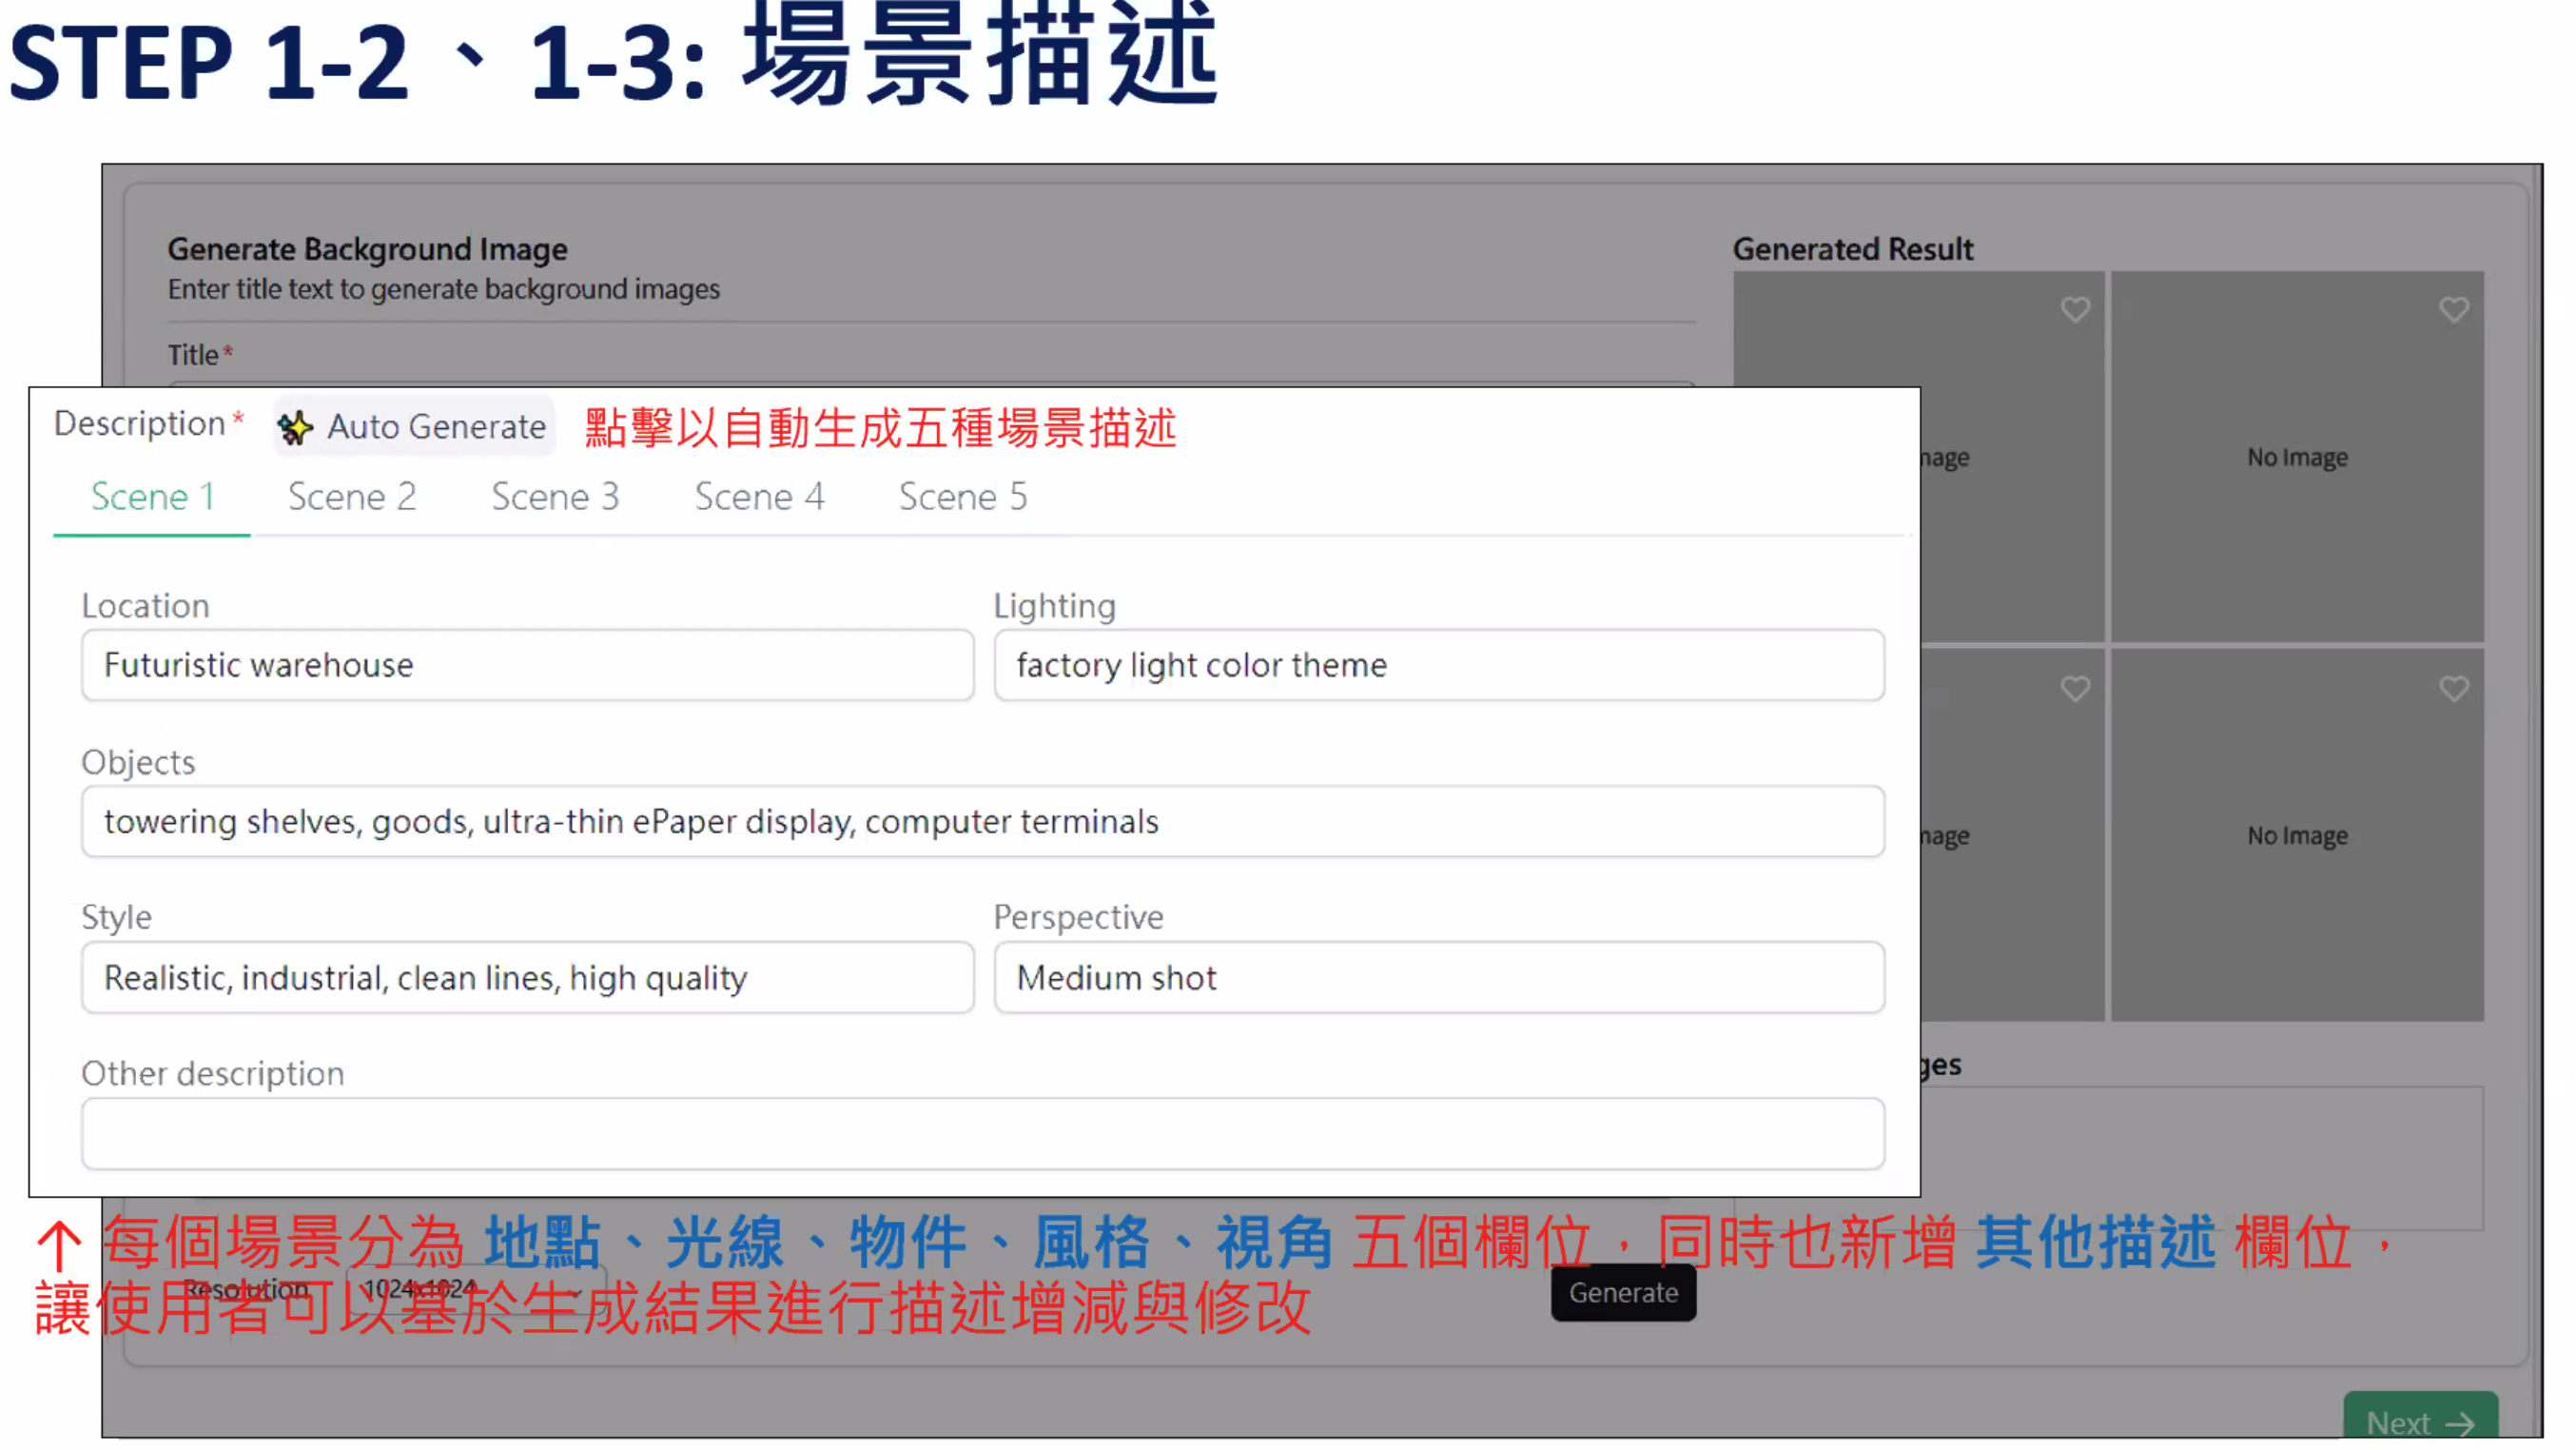 STEP 1-2、1-3: 場景描述
Generate Background Image
Enter title text to generate background images
Title*
Generated Result
No Image
No Image
Description* Auto Generate 點擊以自動生成五種場景描述
Scene 1 Scene 2 Scene 3 Scene 4 Scene 5
Location
Futuristic warehouse
Lighting
factory light color theme
Objects
towering shelves, goods, ultra-thin ePaper display, computer terminals
Style
Realistic, industrial, clean lines, high quality
Perspective
Medium shot
Other description
↑ 每個場景分為 地點、光線、物件、風格、視角 五個欄位，同時也新增 其他描述 欄位，
讓使用者可以基於生成結果進行描述增減與修改
Resolution 1024x1024
Generate
Next →